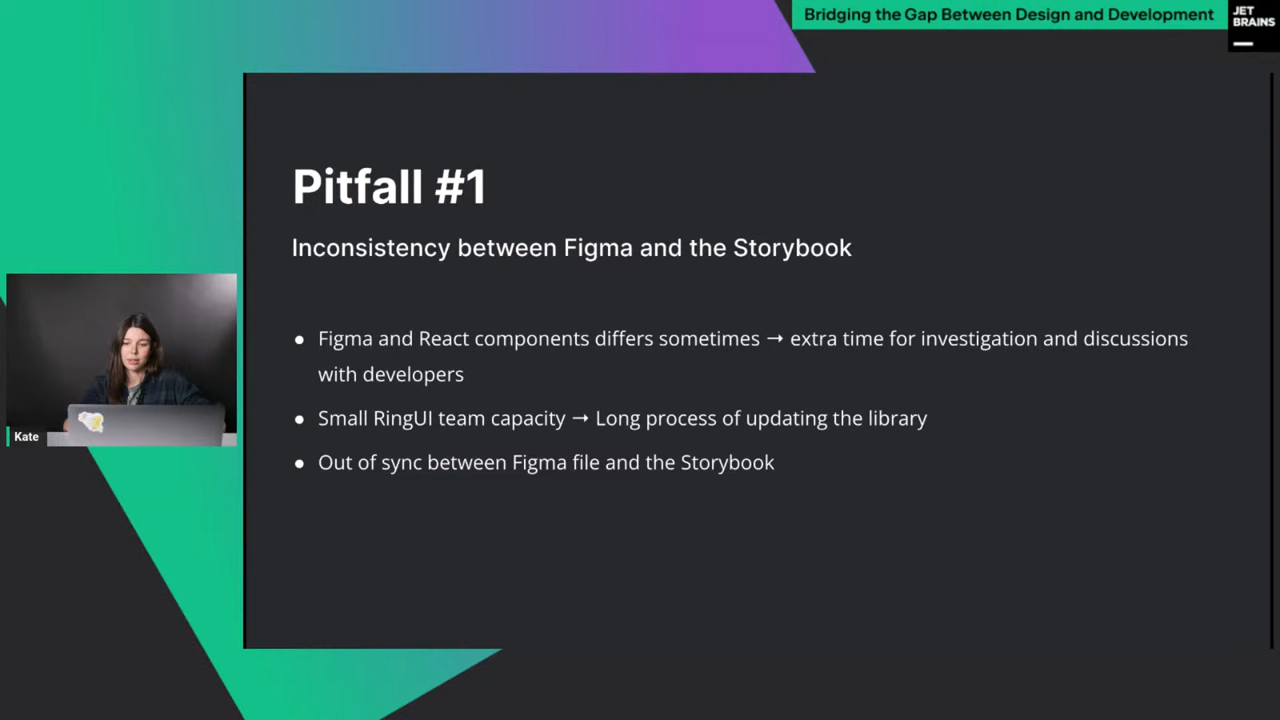 Bridging the Gap Between Design and Development
JET
BRAINS
Pitfall #1
Inconsistency between Figma and the Storybook
● Figma and React components differs sometimes → extra time for investigation and discussions
with developers
● Small RingUI team capacity → Long process of updating the library
● Out of sync between Figma file and the Storybook
Kate